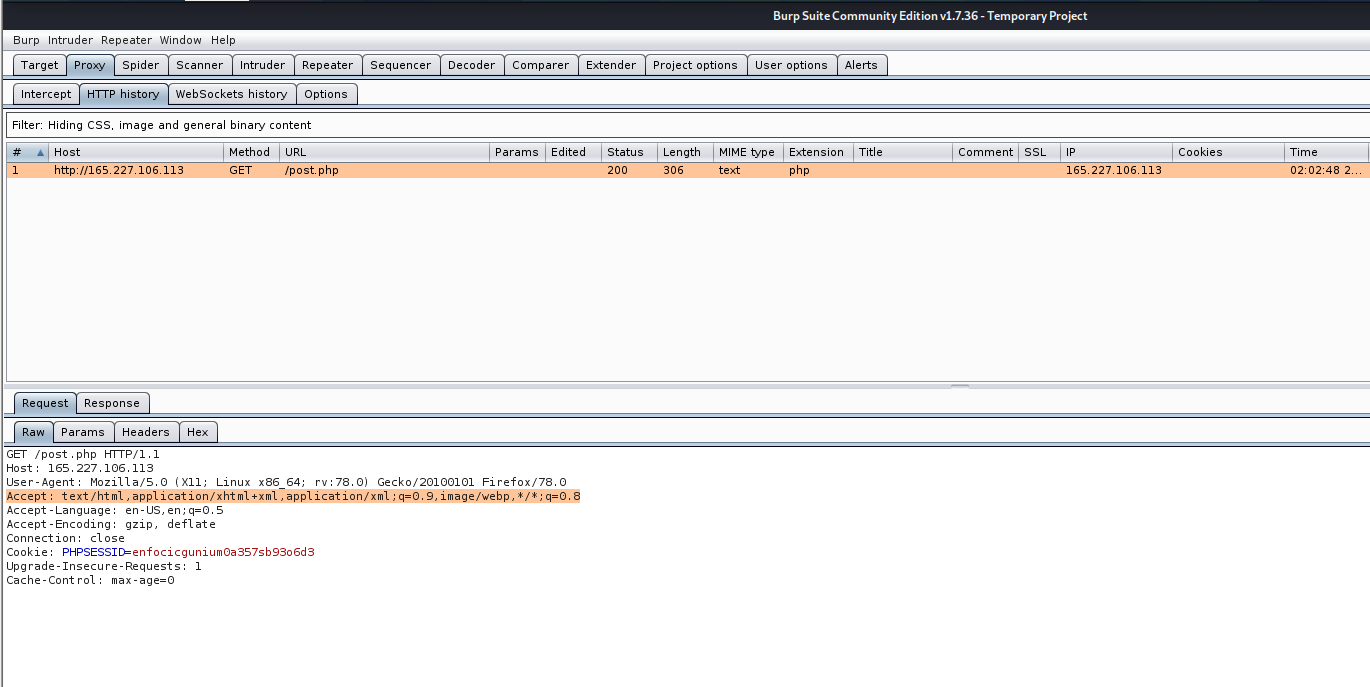 Burp Suite Community Edition v1.7.36 - Temporary Project
Burp Intruder Repeater Window Help
Target Proxy Spider Scanner Intruder Repeater Sequencer Decoder Comparer Extender Project options User options Alerts
Intercept HTTP history WebSockets history Options
Filter: Hiding CSS, image and general binary content
# Host Method URL Params Edited Status Length MIME type Extension Title Comment SSL IP Cookies Time
1 http://165.227.106.113 GET /post.php 200 306 text php 165.227.106.113 02:02:48 2...
Request Response
Raw Params Headers Hex
GET /post.php HTTP/1.1
Host: 165.227.106.113
User-Agent: Mozilla/5.0 (X11; Linux x86_64; rv:78.0) Gecko/20100101 Firefox/78.0
Accept: text/html,application/xhtml+xml,application/xml;q=0.9,image/webp,*/*;q=0.8
Accept-Language: en-US,en;q=0.5
Accept-Encoding: gzip, deflate
Connection: close
Cookie: PHPSESSID=enfocicgunium0a357sb93o6d3
Upgrade-Insecure-Requests: 1
Cache-Control: max-age=0